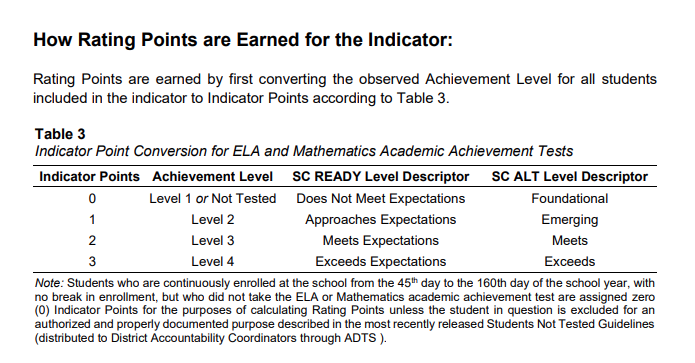 How Rating Points are Earned for the Indicator:
Rating Points are earned by first converting the observed Achievement Level for all students
included in the indicator to Indicator Points according to Table 3.
Table 3
Indicator Point Conversion for ELA and Mathematics Academic Achievement Tests
Indicator Points Achievement Level SC READY Level Descriptor SC ALT Level Descriptor
0 Level 1 or Not Tested Does Not Meet Expectations Foundational
1 Level 2 Approaches Expectations Emerging
2 Level 3 Meets Expectations Meets
3 Level 4 Exceeds Expectations Exceeds
Note: Students who are continuously enrolled at the school from the 45th day to the 160th day of the school year, with
no break in enrollment, but who did not take the ELA or Mathematics academic achievement test are assigned zero
(0) Indicator Points for the purposes of calculating Rating Points unless the student in question is excluded for an
authorized and properly documented purpose described in the most recently released Students Not Tested Guidelines
(distributed to District Accountability Coordinators through ADTS ).